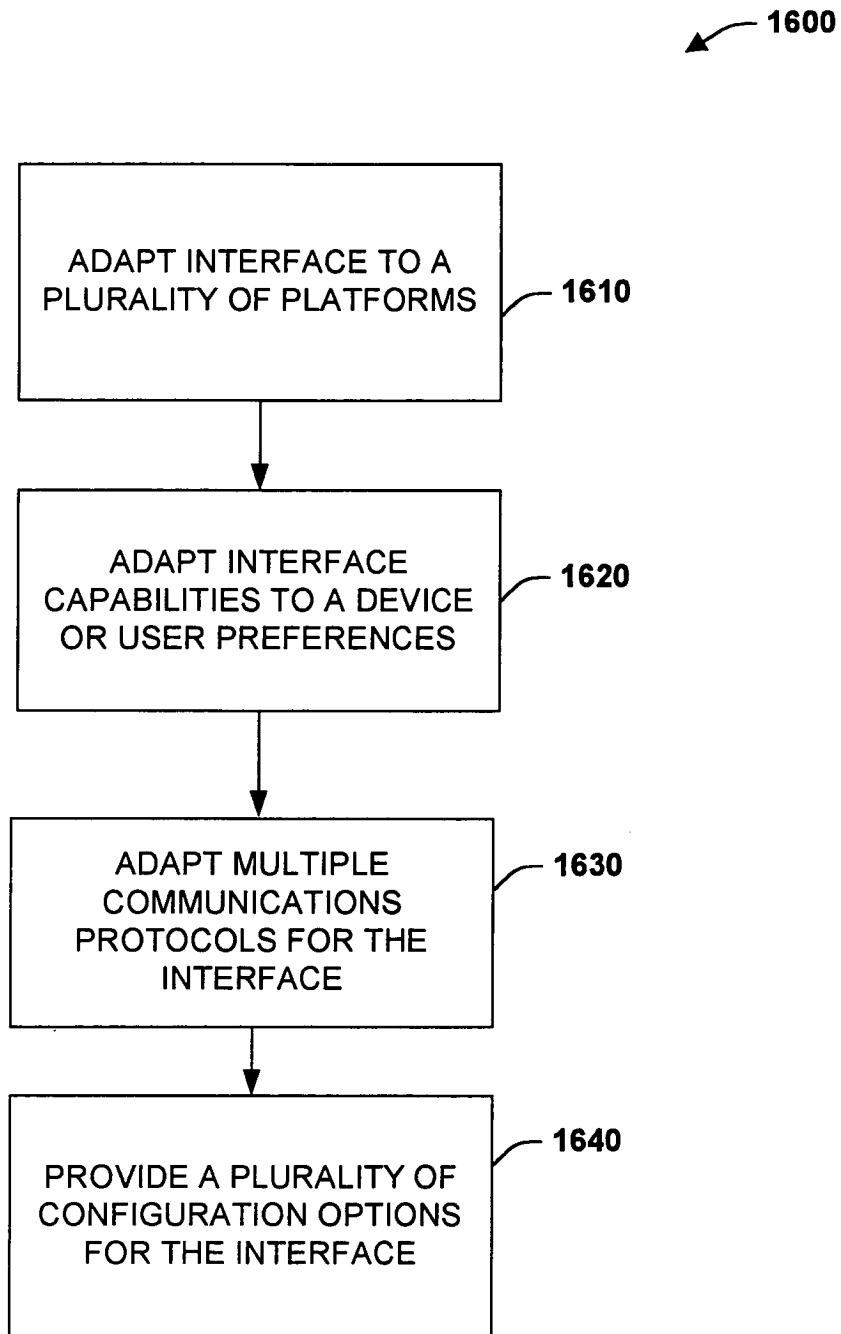 1600
ADAPT INTERFACE TO A
PLURALITY OF PLATFORMS
1610
ADAPT INTERFACE
CAPABILITIES TO A DEVICE
OR USER PREFERENCES
1620
ADAPT MULTIPLE
COMMUNICATIONS
PROTOCOLS FOR THE
INTERFACE
1630
PROVIDE A PLURALITY OF
CONFIGURATION OPTIONS
FOR THE INTERFACE
1640